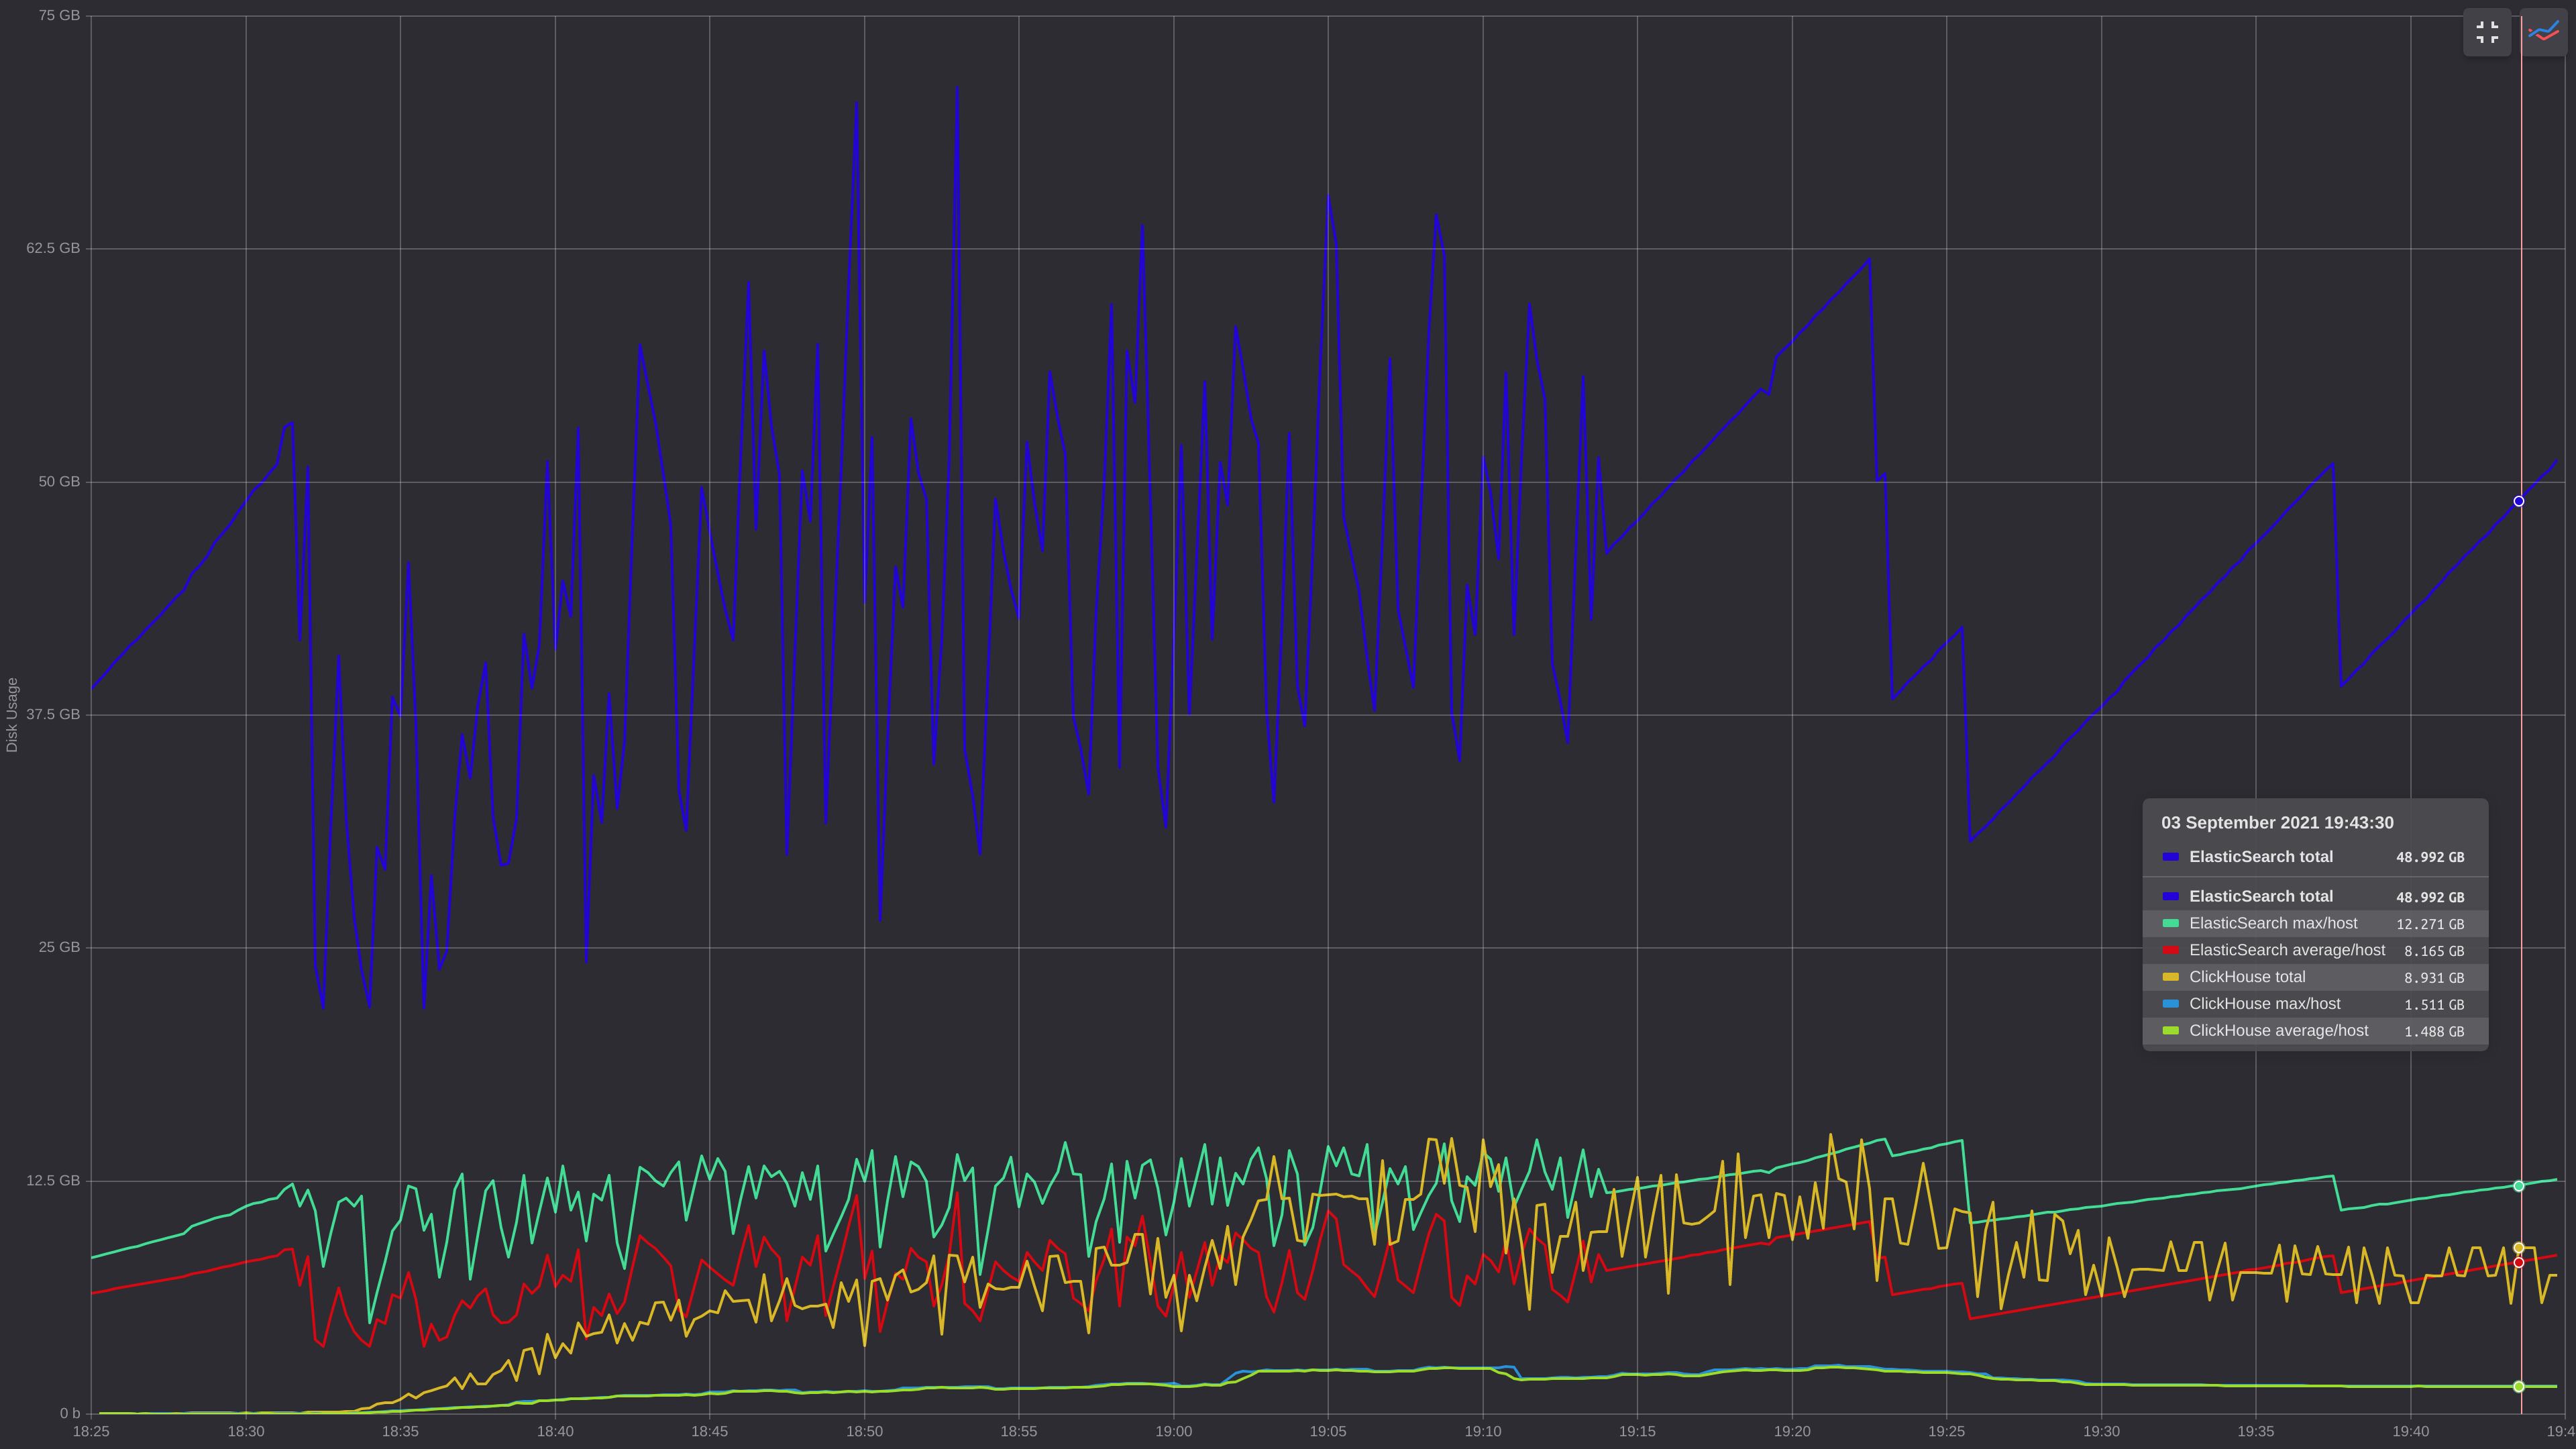 75 GB
62.5 GB
50 GB
37.5 GB
25 GB
12.5 GB
0 b
Disk Usage
18:25 18:30 18:35 18:40 18:45 18:50 18:55 19:00 19:05 19:10 19:15 19:20 19:25 19:30 19:35 19:40 19:4
03 September 2021 19:43:30
ElasticSearch total 48.992 GB
ElasticSearch total 48.992 GB
ElasticSearch max/host 12.271 GB
ElasticSearch average/host 8.165 GB
ClickHouse total 8.931 GB
ClickHouse max/host 1.511 GB
ClickHouse average/host 1.488 GB